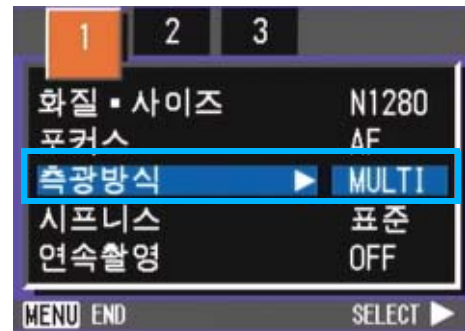 1 2 3
화질▪사이즈 N1280
포커스 AF
측광방식 ▶ MULTI
시프니스 표준
연속촬영 OFF
MENU END SELECT ▶